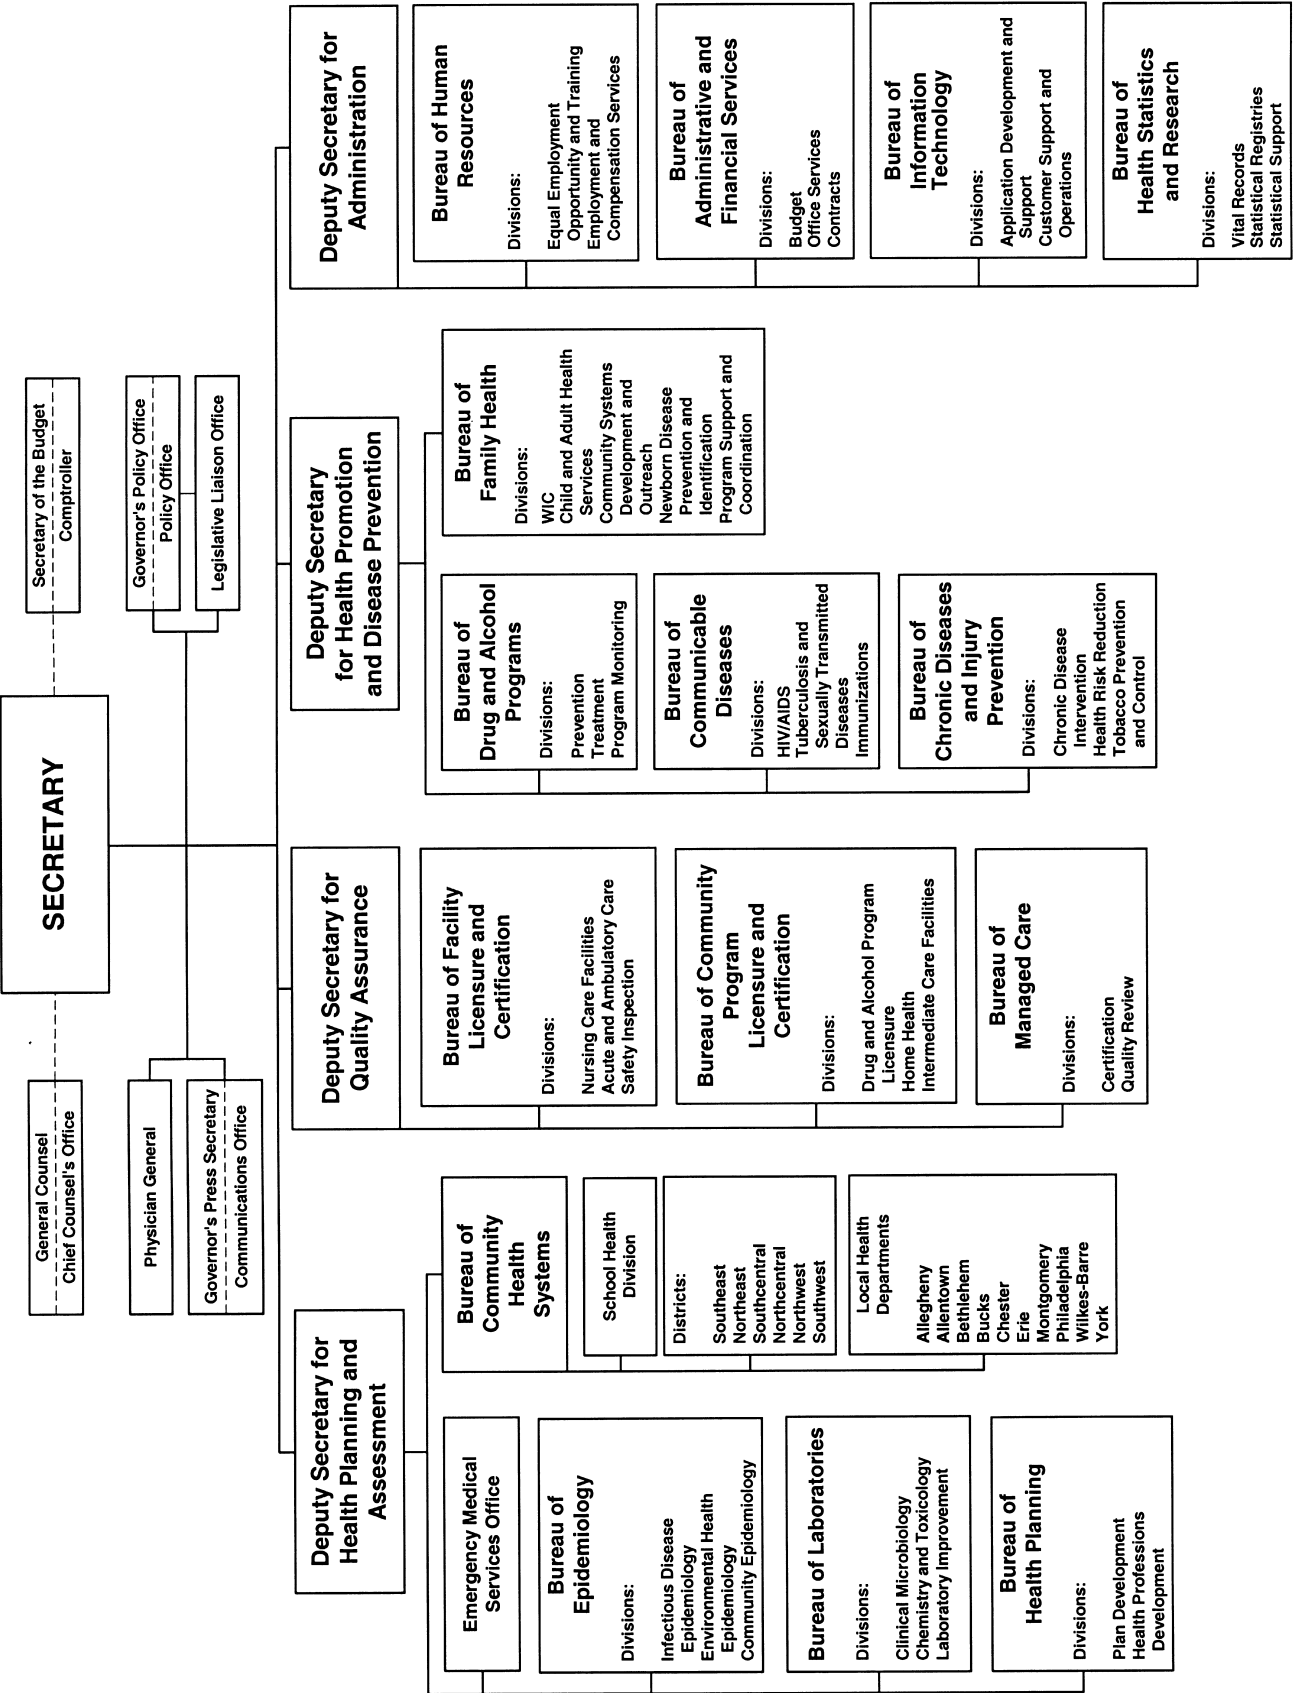 SECRETARY
General Counsel
Chief Counsel's Office
Secretary of the Budget
Comptroller
Physician General
Governor's Press Secretary
Communications Office
Governor's Policy Office
Policy Office
Legislative Liaison Office
Deputy Secretary for
Health Planning and
Assessment
Emergency Medical
Services Office
Bureau of
Epidemiology
Divisions:
Infectious Disease
Epidemiology
Environmental Health
Epidemiology
Community Epidemiology
Bureau of Laboratories
Divisions:
Clinical Microbiology
Chemistry and Toxicology
Laboratory Improvement
Bureau of
Health Planning
Divisions:
Plan Development
Health Professions
Development
Bureau of
Community
Health
Systems
School Health
Division
Districts:
Southeast
Northeast
Southcentral
Northcentral
Northwest
Southwest
Local Health
Departments
Allegheny
Allentown
Bethlehem
Bucks
Chester
Erie
Montgomery
Philadelphia
Wilkes-Barre
York
Deputy Secretary for
Quality Assurance
Bureau of Facility
Licensure and
Certification
Divisions:
Nursing Care Facilities
Acute and Ambulatory Care
Safety Inspection
Bureau of Community
Program
Licensure and
Certification
Divisions:
Drug and Alcohol Program
Licensure
Home Health
Intermediate Care Facilities
Bureau of
Managed Care
Divisions:
Certification
Quality Review
Deputy Secretary
for Health Promotion
and Disease Prevention
Bureau of
Drug and Alcohol
Programs
Divisions:
Prevention
Treatment
Program Monitoring
Bureau of
Communicable
Diseases
Divisions:
HIV/AIDS
Tuberculosis and
Sexually Transmitted
Diseases
Immunizations
Bureau of
Chronic Diseases
and Injury
Prevention
Divisions:
Chronic Disease
Intervention
Health Risk Reduction
Tobacco Prevention
and Control
Bureau of
Family Health
Divisions:
WIC
Child and Adult Health
Services
Community Systems
Development and
Outreach
Newborn Disease
Prevention and
Identification
Program Support and
Coordination
Deputy Secretary for
Administration
Bureau of Human
Resources
Divisions:
Equal Employment
Opportunity and Training
Employment and
Compensation Services
Bureau of
Administrative and
Financial Services
Divisions:
Budget
Office Services
Contracts
Bureau of
Information
Technology
Divisions:
Application Development and
Support
Customer Support and
Operations
Bureau of
Health Statistics
and Research
Divisions:
Vital Records
Statistical Registries
Statistical Support